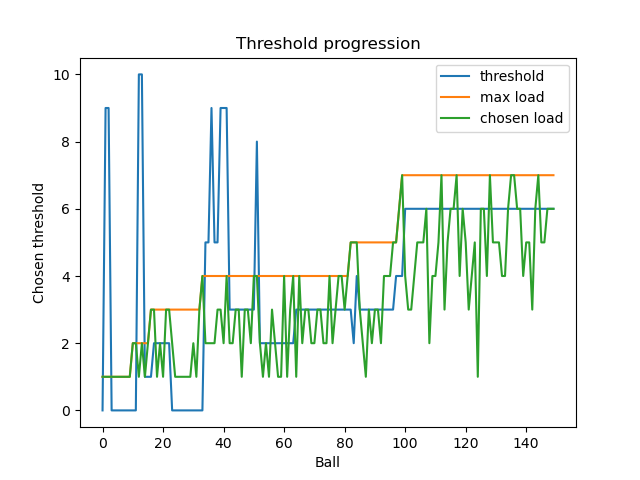 Threshold progression
threshold
max load
chosen load
10
8
6
4
2
0
Chosen threshold
0 20 40 60 80 100 120 140
Ball